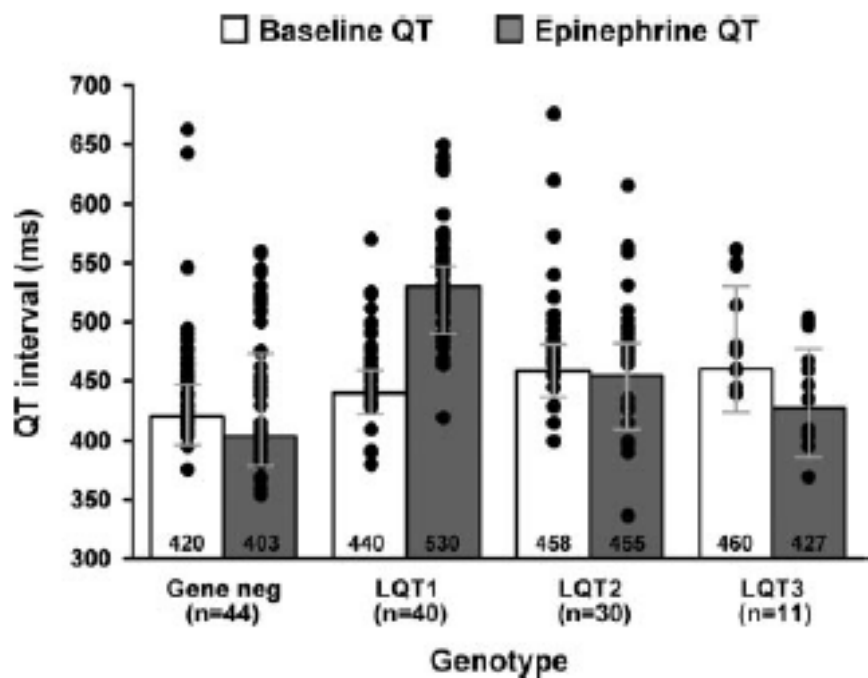 Baseline QT Epinephrine QT
700
650
600
550
500
450
400
350
300
QT interval (ms)
420 403 440 530 458 455 460 427
Gene neg LQT1 LQT2 LQT3
(n=44) (n=40) (n=30) (n=11)
Genotype